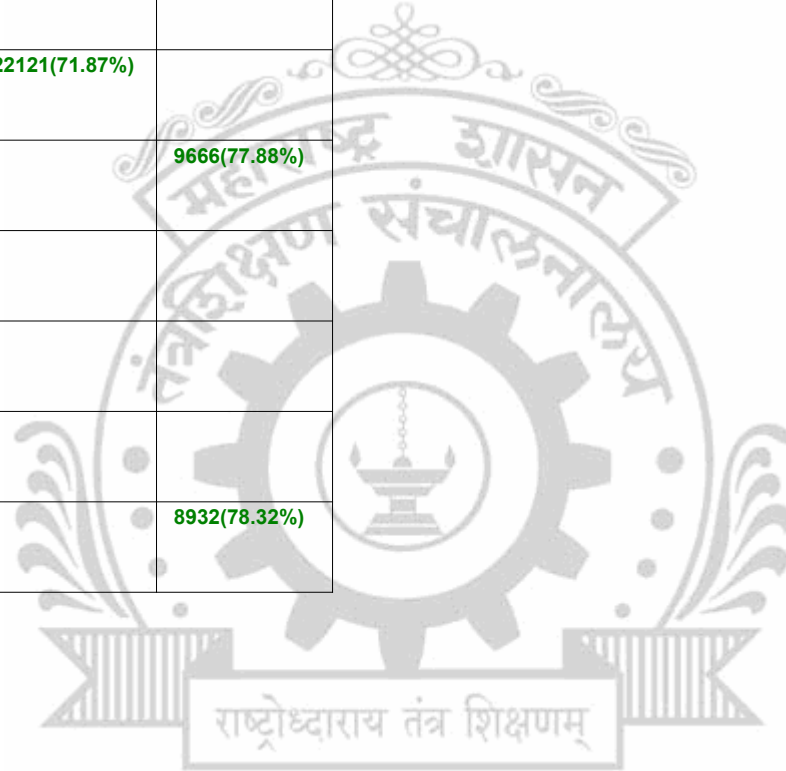 22121(71.87%)
9666(77.88%)
8932(78.32%)
महाराष्ट्र शासन
तंत्रशिक्षण संचालनालय
राष्ट्रोध्दाराय तंत्र शिक्षणम्